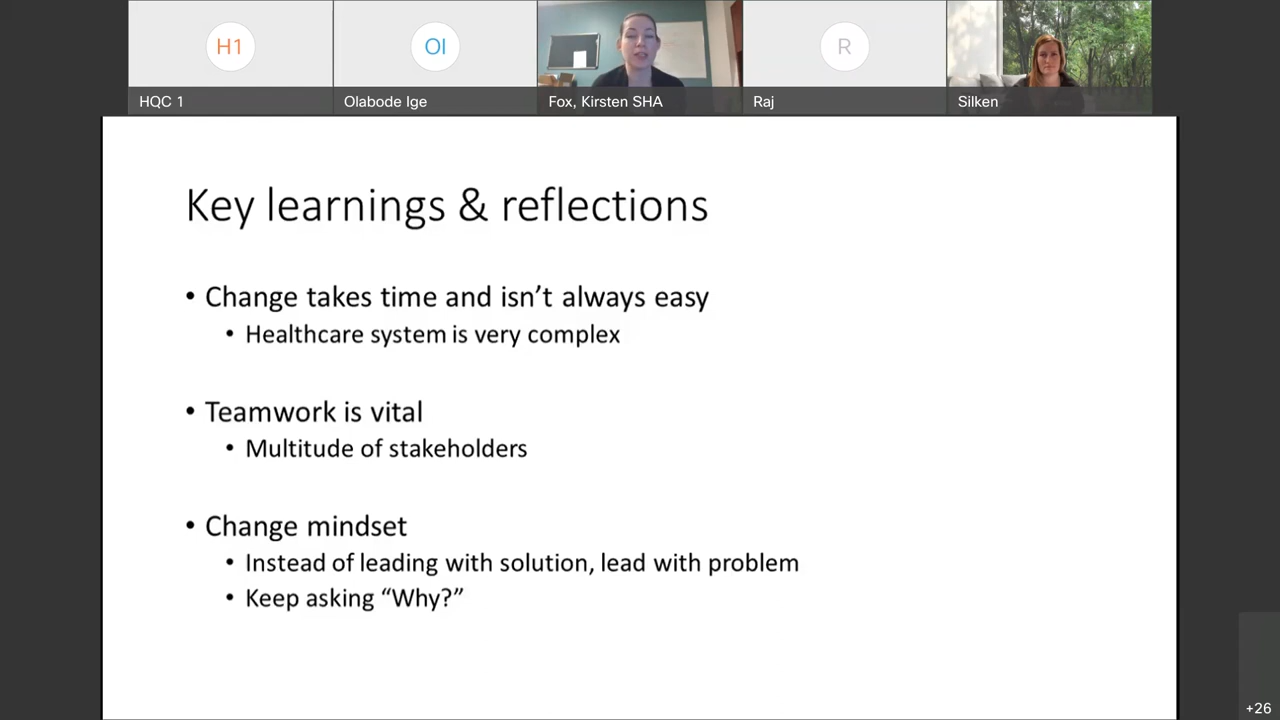 H1
OI
R
HQC 1
Olabode Ige
Fox, Kirsten SHA
Raj
Silken
Key learnings & reflections
• Change takes time and isn’t always easy
• Healthcare system is very complex
• Teamwork is vital
• Multitude of stakeholders
• Change mindset
• Instead of leading with solution, lead with problem
• Keep asking “Why?”
+26